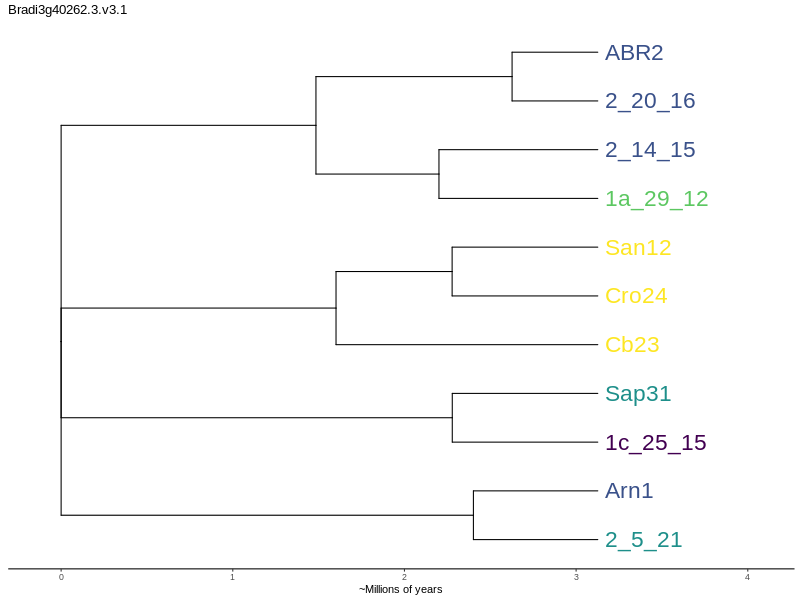 Bradi3g40262.3.v3.1
ABR2
2_20_16
2_14_15
1a_29_12
San12
Cro24
Cb23
Sap31
1c_25_15
Arn1
2_5_21
0 1 2 3 4
~Millions of years